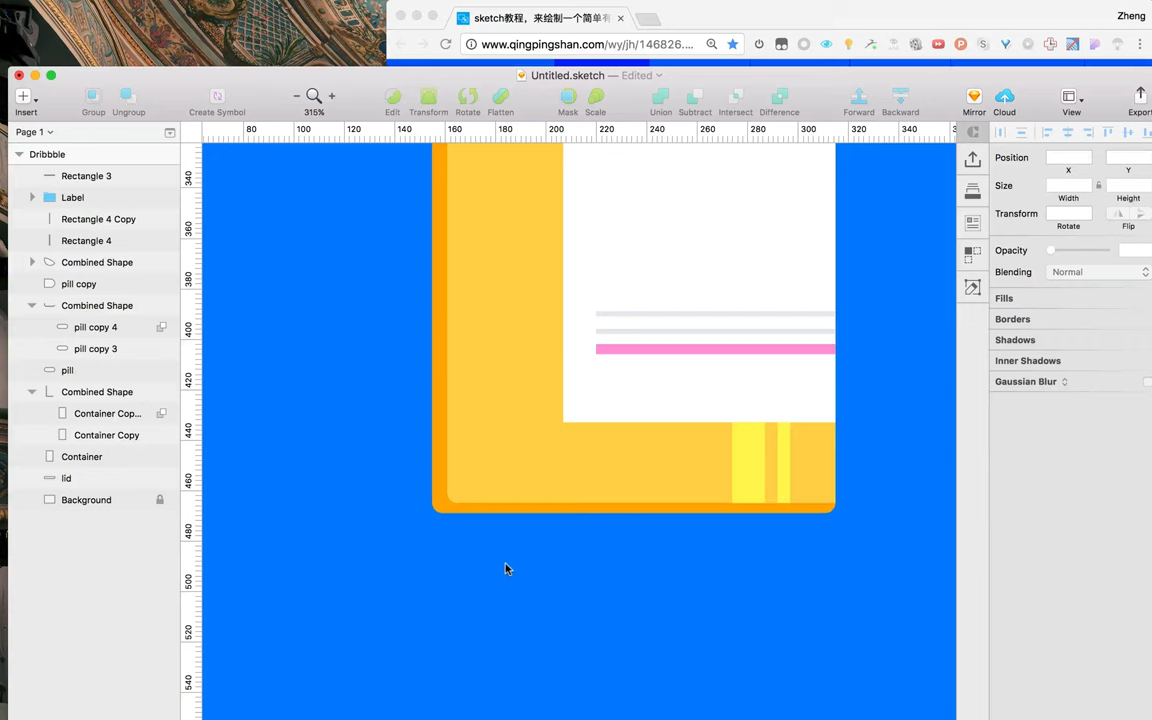 sketch教程，来绘制一个简单
Zheng
www.qingpingshan.com/wy/jh/146826....
Untitled.sketch — Edited
Insert
Group
Ungroup
Create Symbol
315%
Edit
Transform
Rotate
Flatten
Mask
Scale
Union
Subtract
Intersect
Difference
Forward
Backward
Mirror
Cloud
View
Export
Page 1
80 100 120 140 160 180 200 220 240 260 280 300 320 340
Dribbble
Rectangle 3
Label
Rectangle 4 Copy
Rectangle 4
Combined Shape
pill copy
Combined Shape
pill copy 4
pill copy 3
pill
Combined Shape
Container Cop...
Container Copy
Container
lid
Background
340
360
380
400
420
440
460
480
500
520
540
Position
X
Y
Size
Width
Height
Transform
Rotate
Flip
Opacity
Blending
Normal
Fills
Borders
Shadows
Inner Shadows
Gaussian Blur